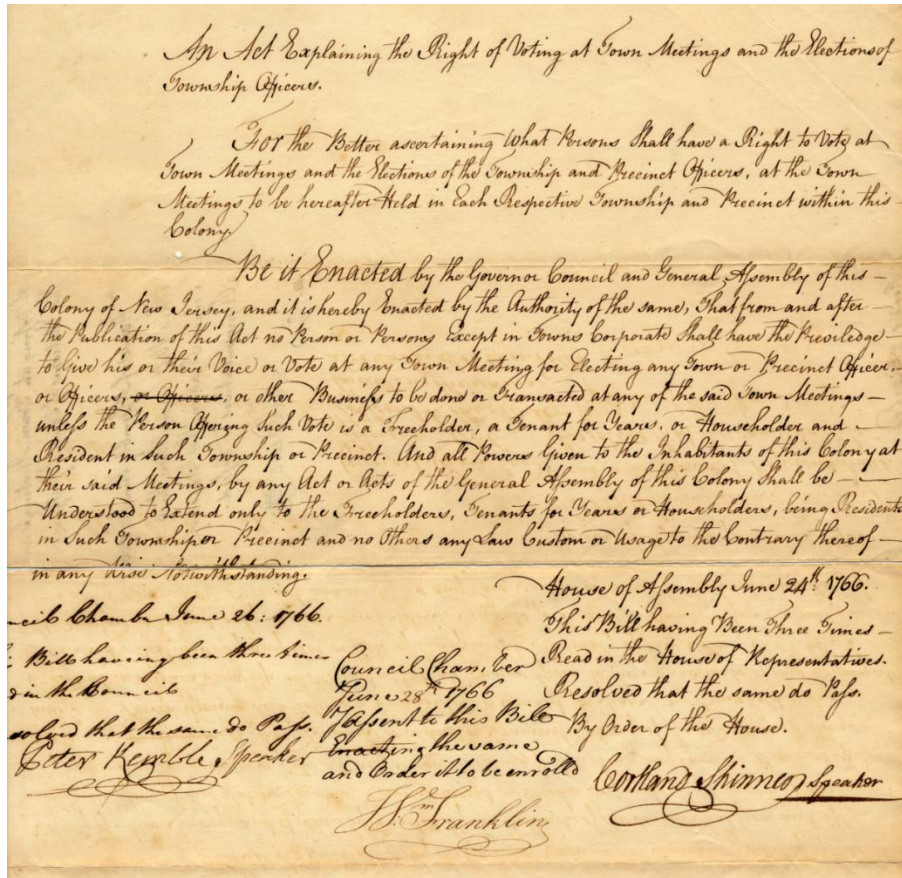 An Act Explaining the Right of Voting at Town Meetings and the Elections of
Township Officers.
For the Better ascertaining What Persons Shall have a Right to Vote at
Town Meetings and the Elections of the Township and Precinct Officers, at the Town
Meetings to be hereafter Held in Each Respective Township and Precinct within this
Colony.
Be it Enacted by the Governor Council and General Assembly of this
Colony of New Jersey, and it is hereby Enacted by the Authority of the same, That from and after
the Publication of this Act no Person or Persons Except in Towns Corporate Shall have the Priviledge
to Give his or their Voice or Vote at any Town Meeting for Electing any Town or Precinct Officer,
or Officers, or Officers, or other Business to be done or Transacted at any of the said Town Meetings
unless the Person Offering Such Vote is a Freeholder, a Tenant for Years, or Householder and
Resident in Such Township or Precinct. And all Powers Given to the Inhabitants of this Colony at
their said Meetings, by any Act or Acts of the General Assembly of this Colony Shall be
Understood to Extend only to the Freeholders, Tenants for Years or Householders, being Residents
in Such Township or Precinct and no Others any Law Custom or Usage to the Contrary thereof
in any Wise Notwithstanding.
ncil Chamber June 26: 1766.
Bill having been three times
d in the Council
solved that the same do Pass.
Peter Kemble, Speaker
Council Chamber
June 28th 1766
I Assent to this Bill
Enacting the same
and Order it to be enrolled
Wm Franklin
House of Assembly June 24th 1766.
This Bill having Been Three Times
Read in the House of Representatives.
Resolved that the same do Pass.
By Order of the House.
Cortland Skinner, Speaker